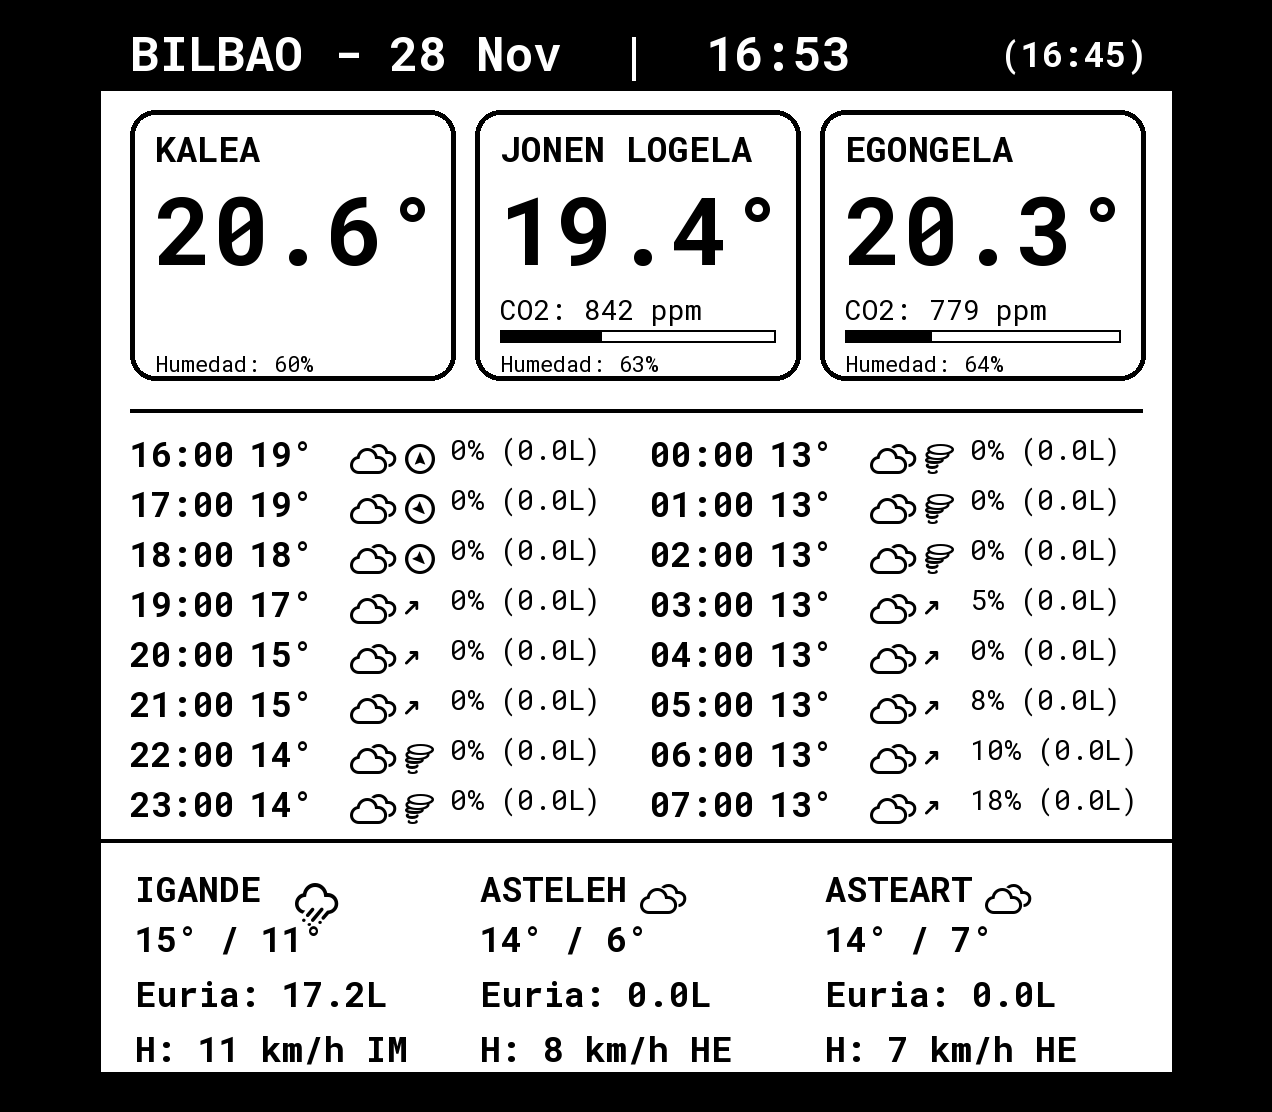 BILBAO - 28 Nov | 16:53 (16:45)
KALEA
20.6°
Humedad: 60%
JONEN LOGELA
19.4°
CO2: 842 ppm
Humedad: 63%
EGONGELA
20.3°
CO2: 779 ppm
Humedad: 64%
16:00 19° 0% (0.0L)
17:00 19° 0% (0.0L)
18:00 18° 0% (0.0L)
19:00 17° 0% (0.0L)
20:00 15° 0% (0.0L)
21:00 15° 0% (0.0L)
22:00 14° 0% (0.0L)
23:00 14° 0% (0.0L)
00:00 13° 0% (0.0L)
01:00 13° 0% (0.0L)
02:00 13° 0% (0.0L)
03:00 13° 5% (0.0L)
04:00 13° 0% (0.0L)
05:00 13° 8% (0.0L)
06:00 13° 10% (0.0L)
07:00 13° 18% (0.0L)
IGANDE
15° / 11°
Euria: 17.2L
H: 11 km/h IM
ASTELEH
14° / 6°
Euria: 0.0L
H: 8 km/h HE
ASTEART
14° / 7°
Euria: 0.0L
H: 7 km/h HE